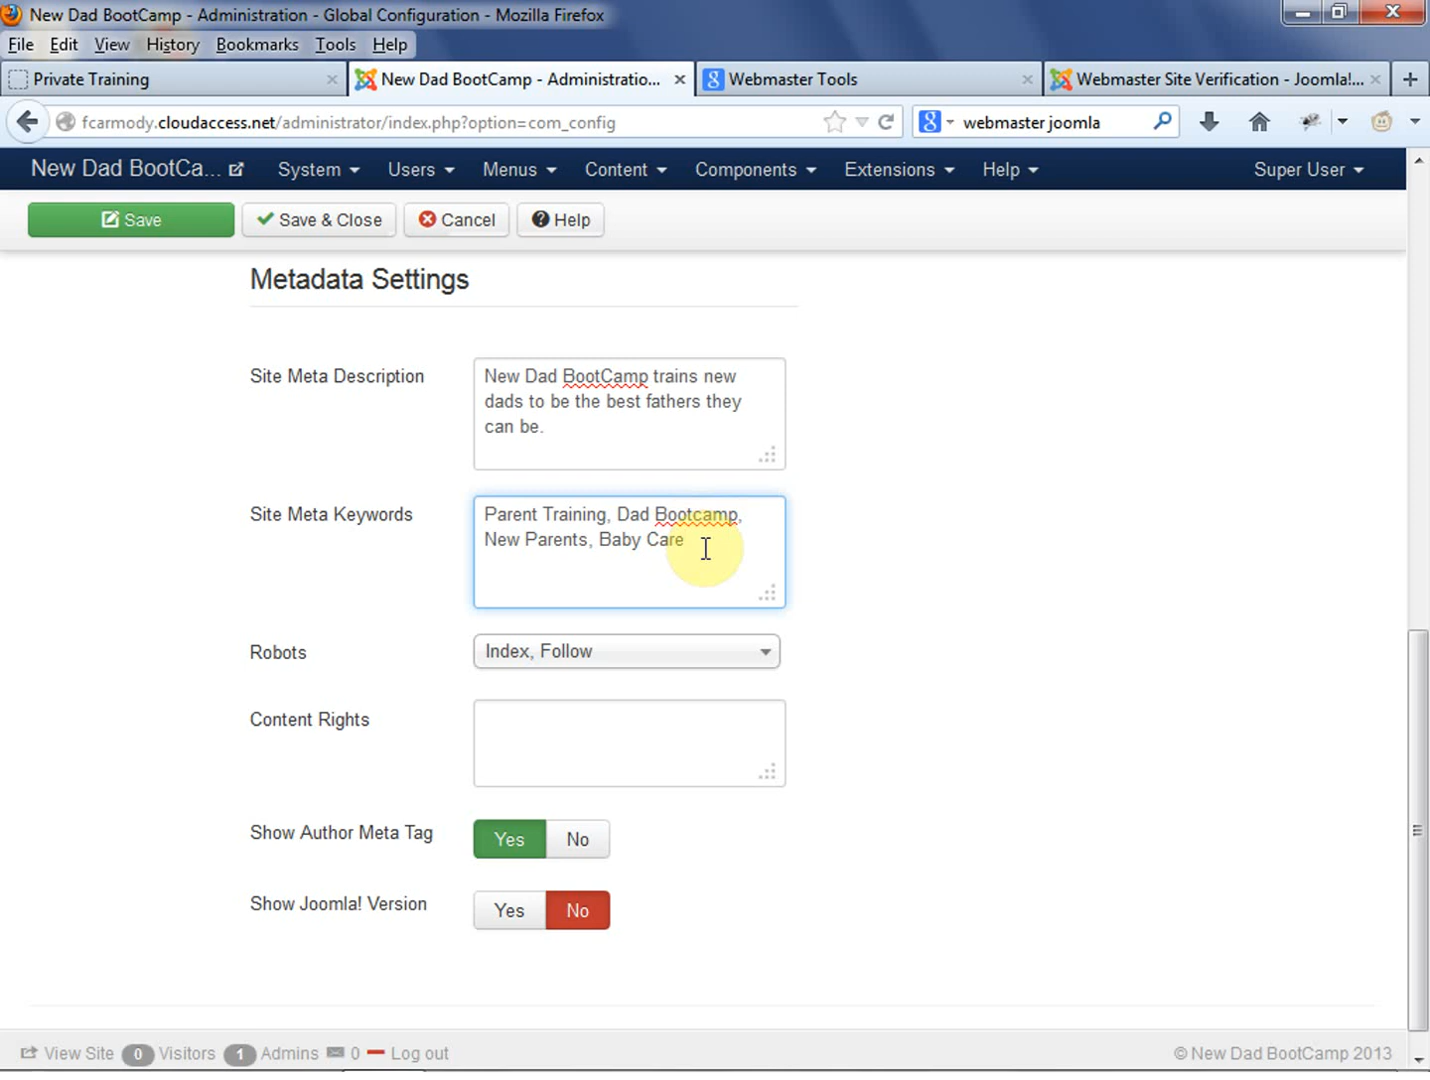 New Dad BootCamp - Administration - Global Configuration - Mozilla Firefox
File Edit View History Bookmarks Tools Help
Private Training
New Dad BootCamp - Administratio...
Webmaster Tools
Webmaster Site Verification - Joomla!...
fcarmody.cloudaccess.net/administrator/index.php?option=com_config
webmaster joomla
New Dad BootCa... System Users Menus Content Components Extensions Help Super User
Save Save & Close Cancel Help
Metadata Settings
Site Meta Description
New Dad BootCamp trains new
dads to be the best fathers they
can be.
Site Meta Keywords
Parent Training, Dad Bootcamp,
New Parents, Baby Care
Robots
Index, Follow
Content Rights
Show Author Meta Tag
Yes No
Show Joomla! Version
Yes No
View Site 0 Visitors 1 Admins 0 Log out
© New Dad BootCamp 2013